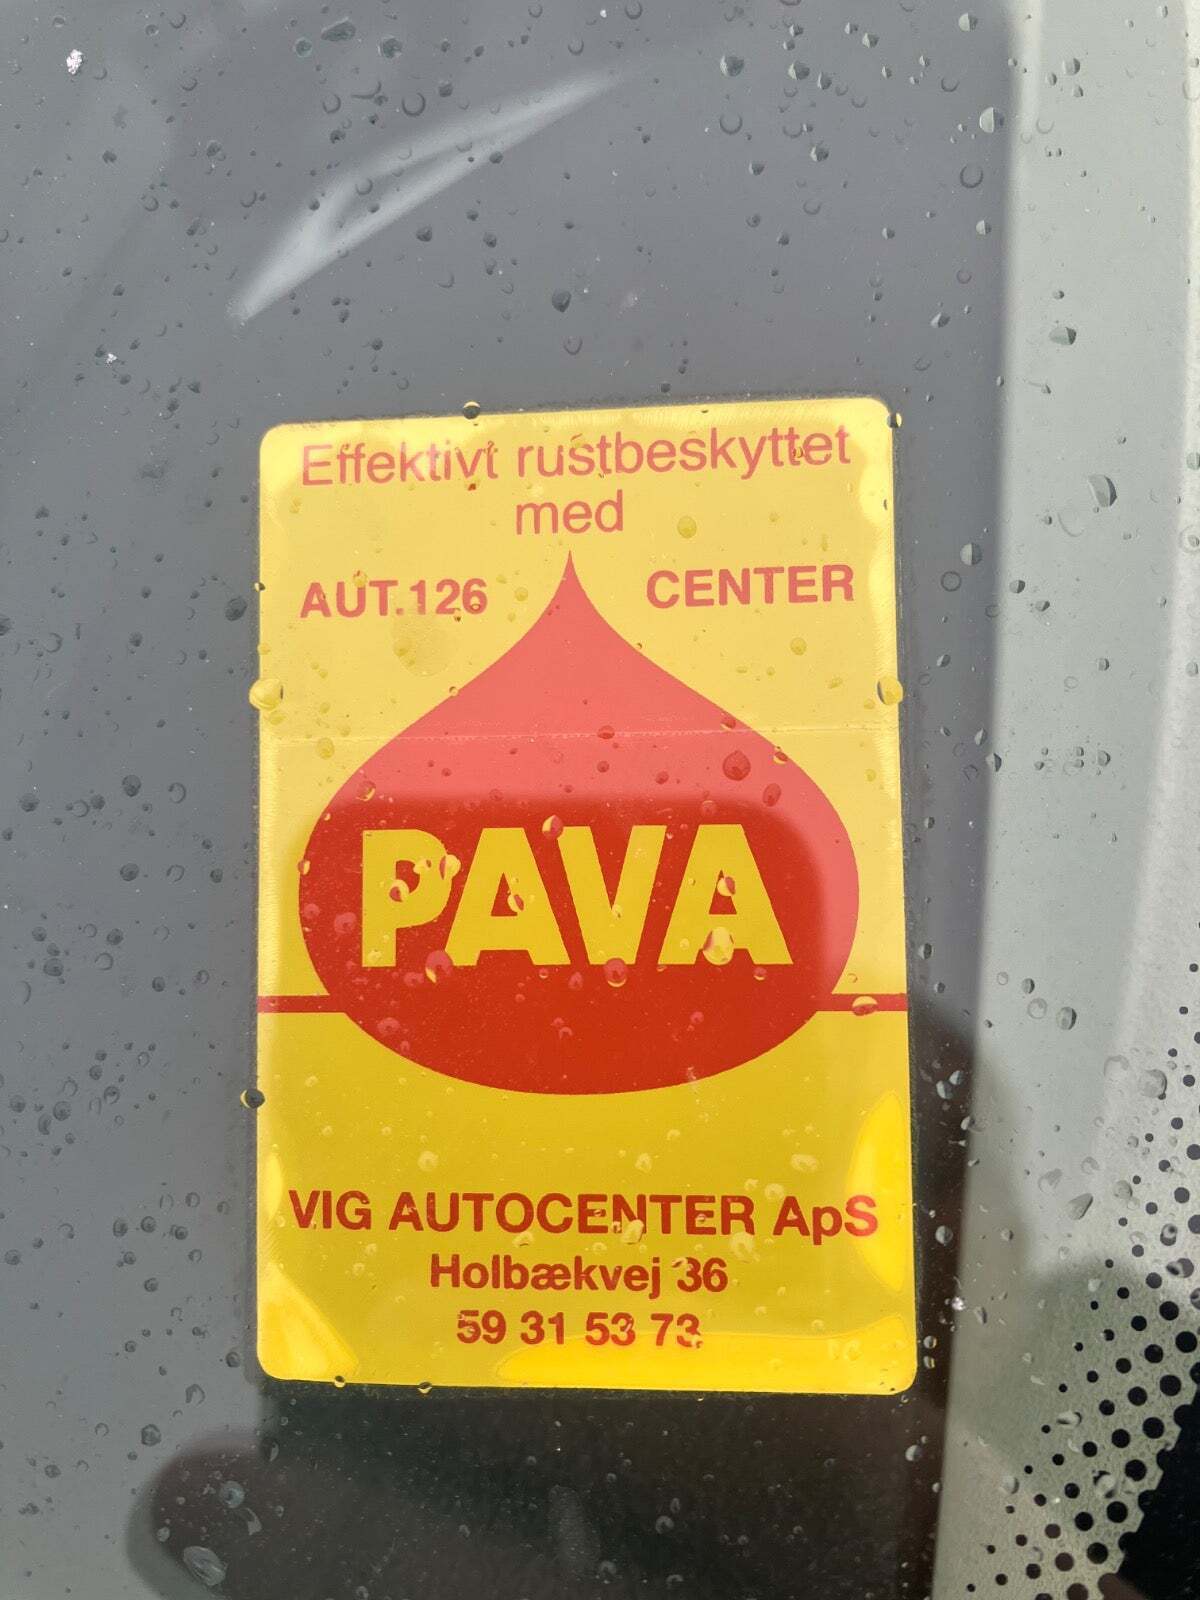 Effektivt rustbeskyttet
med
AUT.126 CENTER
PAVA
VIG AUTOCENTER ApS
Holbækvej 36
59 31 53 73